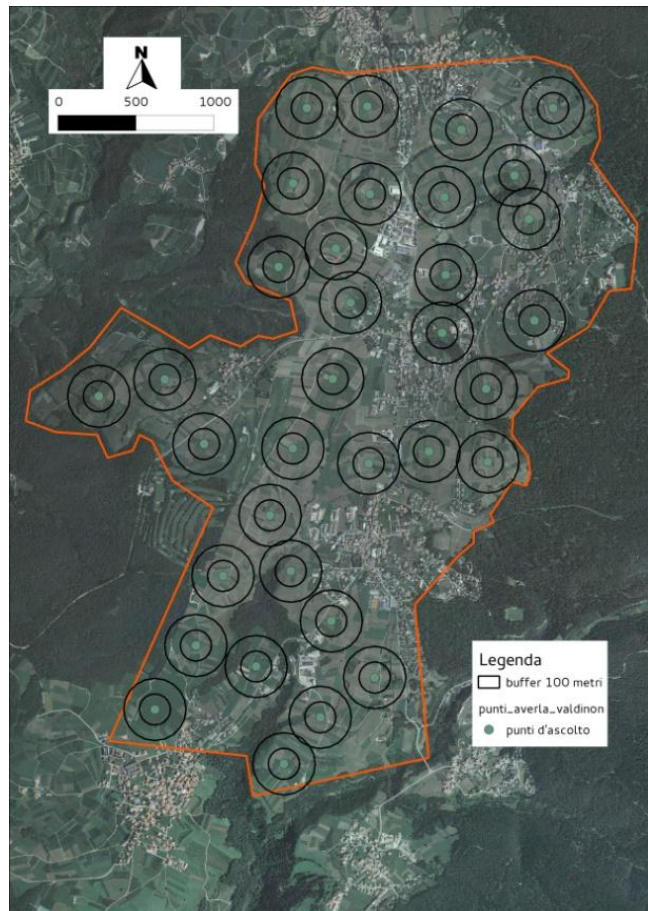 N
0 500 1000
Legenda
buffer 100 metri
punti_averla_valdinon
punti d'ascolto